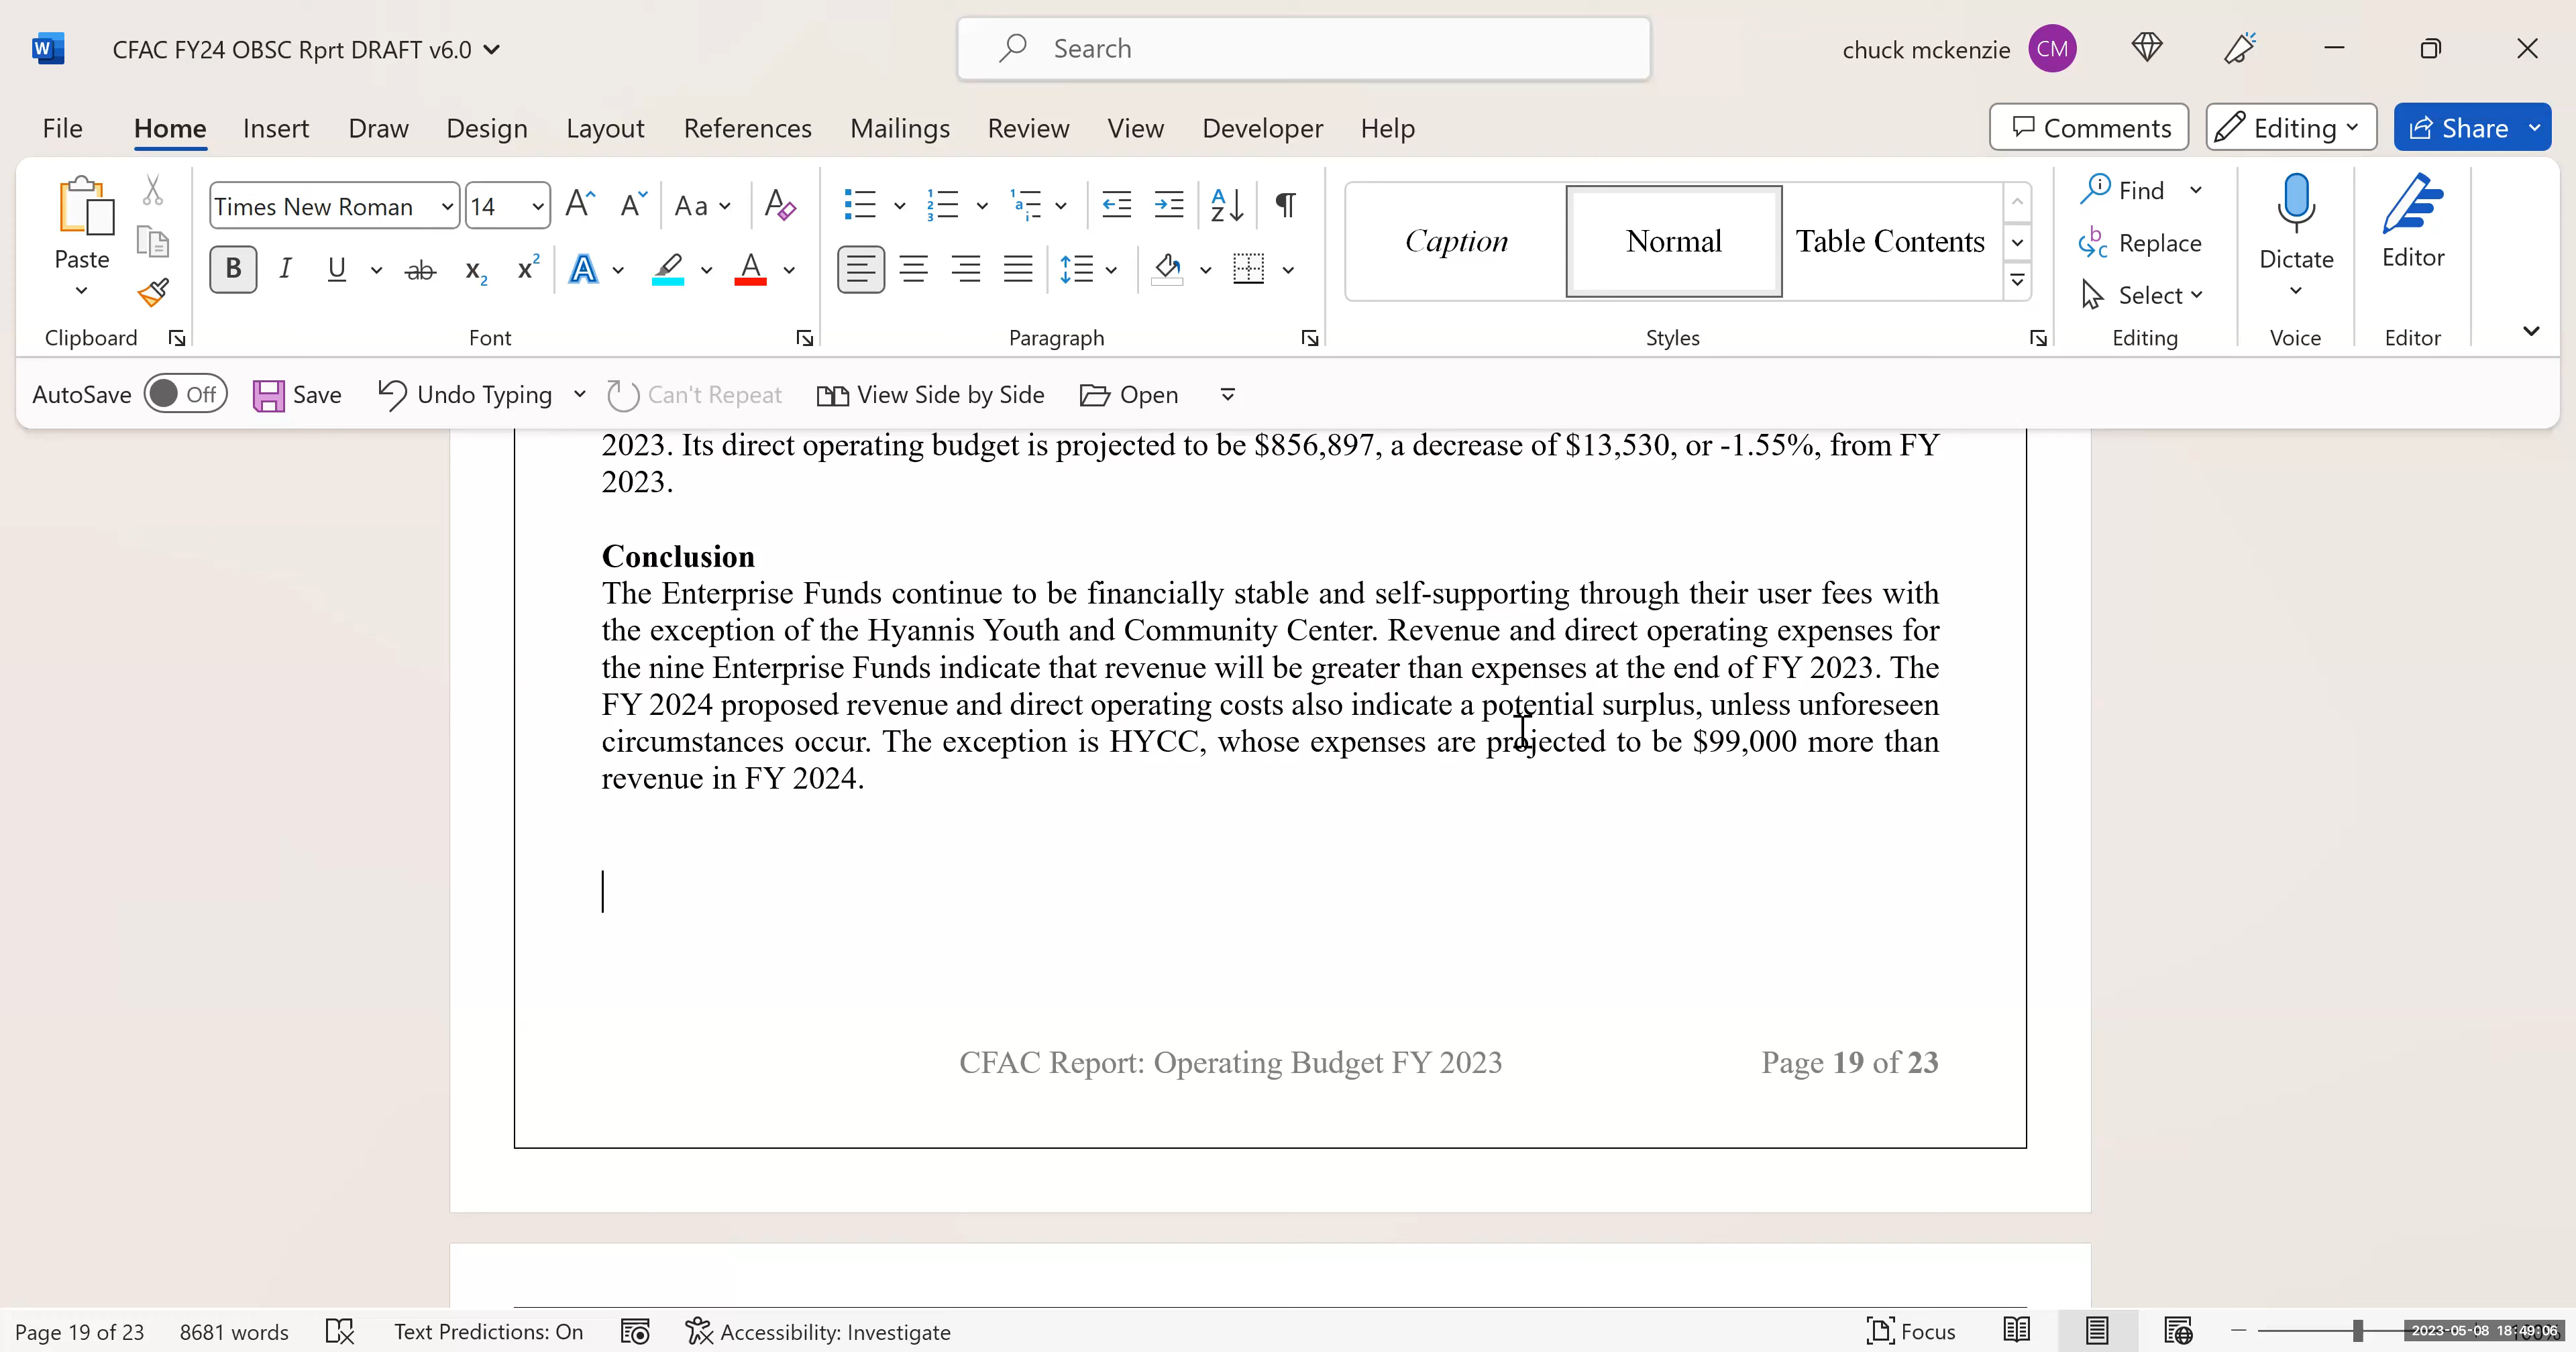 CFAC FY24 OBSC Rprt DRAFT v6.0
Search
chuck mckenzie CM
File Home Insert Draw Design Layout References Mailings Review View Developer Help
Comments Editing Share
Times New Roman 14
Paste
Caption Normal Table Contents
Find
Replace
Select
Dictate
Editor
Clipboard Font Paragraph Styles Editing Voice Editor
AutoSave Off Save Undo Typing Can't Repeat View Side by Side Open
2023. Its direct operating budget is projected to be $856,897, a decrease of $13,530, or -1.55%, from FY
2023.
Conclusion
The Enterprise Funds continue to be financially stable and self-supporting through their user fees with
the exception of the Hyannis Youth and Community Center. Revenue and direct operating expenses for
the nine Enterprise Funds indicate that revenue will be greater than expenses at the end of FY 2023. The
FY 2024 proposed revenue and direct operating costs also indicate a potential surplus, unless unforeseen
circumstances occur. The exception is HYCC, whose expenses are projected to be $99,000 more than
revenue in FY 2024.
CFAC Report: Operating Budget FY 2023 Page 19 of 23
Page 19 of 23 8681 words Text Predictions: On Accessibility: Investigate Focus
2023-05-08 18:49:06